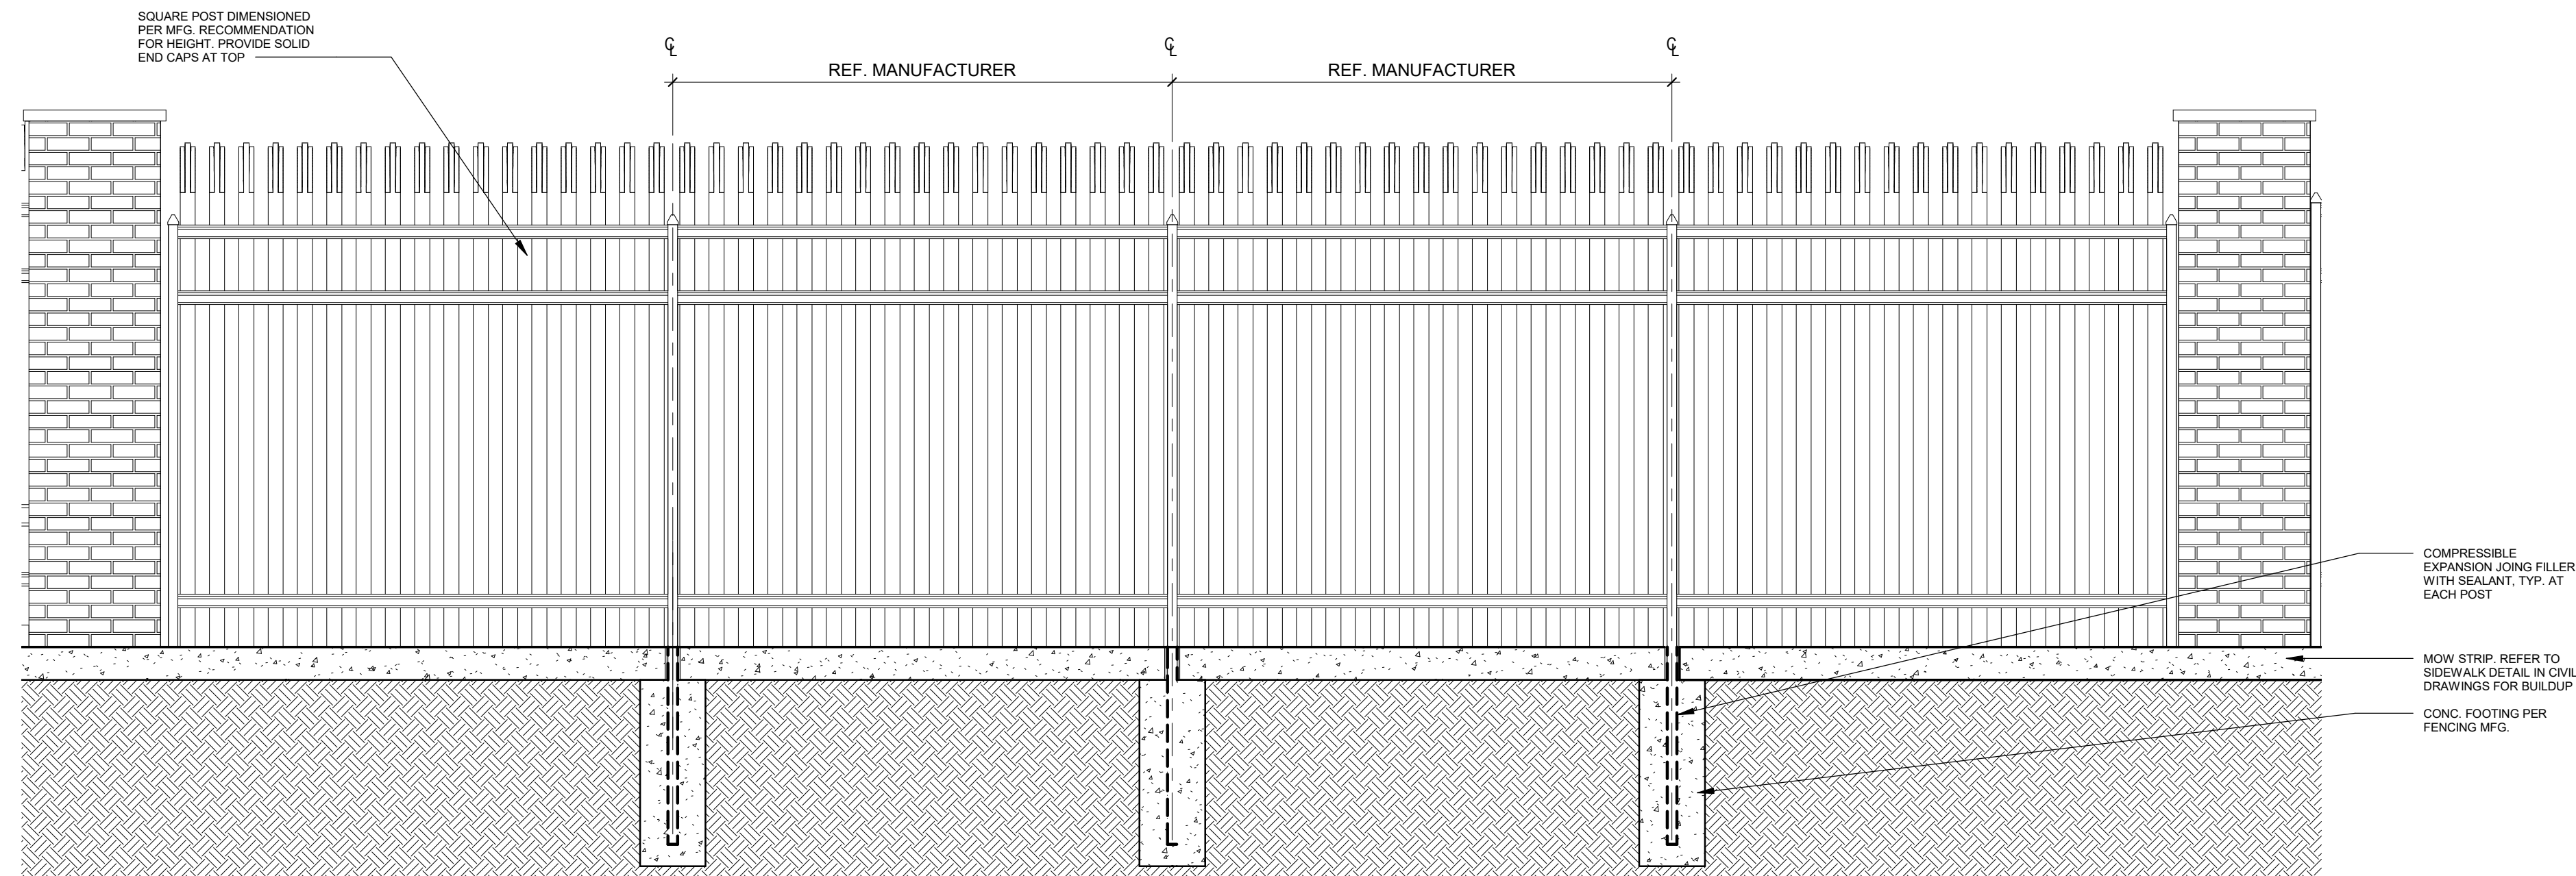 SQUARE POST DIMENSIONED
PER MFG. RECOMMENDATION
FOR HEIGHT. PROVIDE SOLID
END CAPS AT TOP
℄ ℄ ℄
REF. MANUFACTURER REF. MANUFACTURER
COMPRESSIBLE
EXPANSION JOING FILLER
WITH SEALANT, TYP. AT
EACH POST
MOW STRIP. REFER TO
SIDEWALK DETAIL IN CIVIL
DRAWINGS FOR BUILDUP
CONC. FOOTING PER
FENCING MFG.